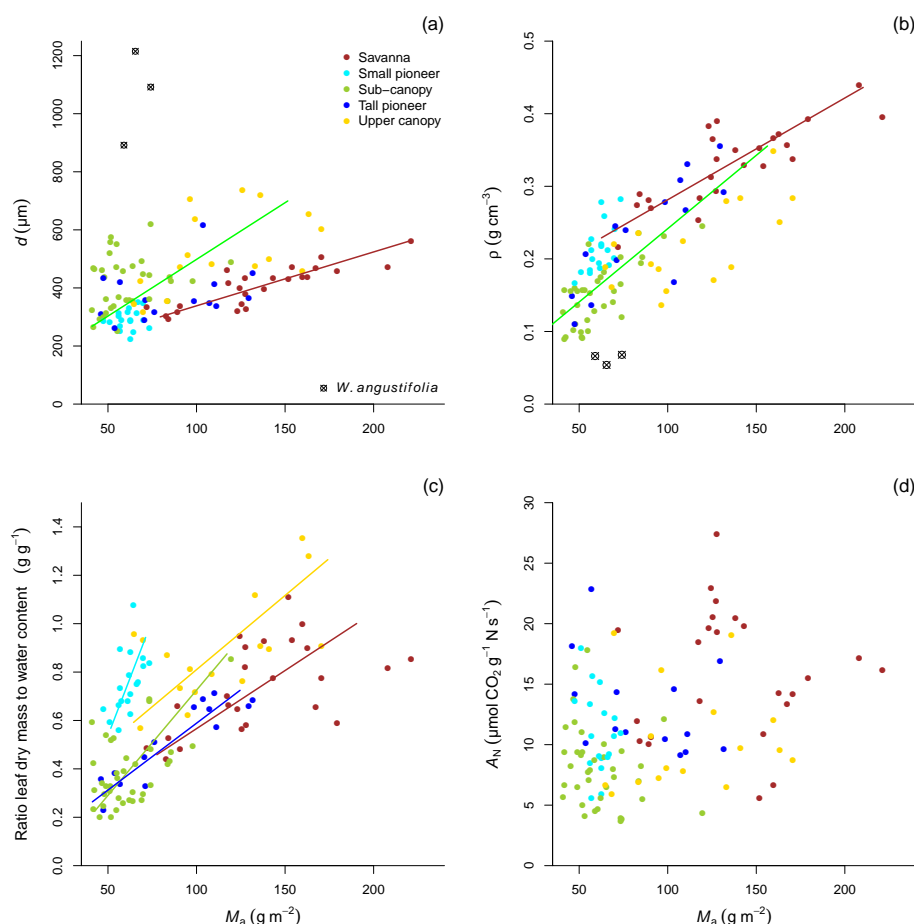 (a)
d (μm)
1200
1000
800
600
400
200
0
Savanna
Small pioneer
Sub−canopy
Tall pioneer
Upper canopy
W. angustifolia
50 100 150 200
(b)
ρ (g cm−3)
0.5
0.4
0.3
0.2
0.1
0.0
50 100 150 200
(c)
Ratio leaf dry mass to water content (g g−1)
1.4
1.2
1.0
0.8
0.6
0.4
0.2
0.0
50 100 150 200
Ma (g m−2)
(d)
AN (μmol CO2 g−1 N s−1)
30
25
20
15
10
5
0
50 100 150 200
Ma (g m−2)